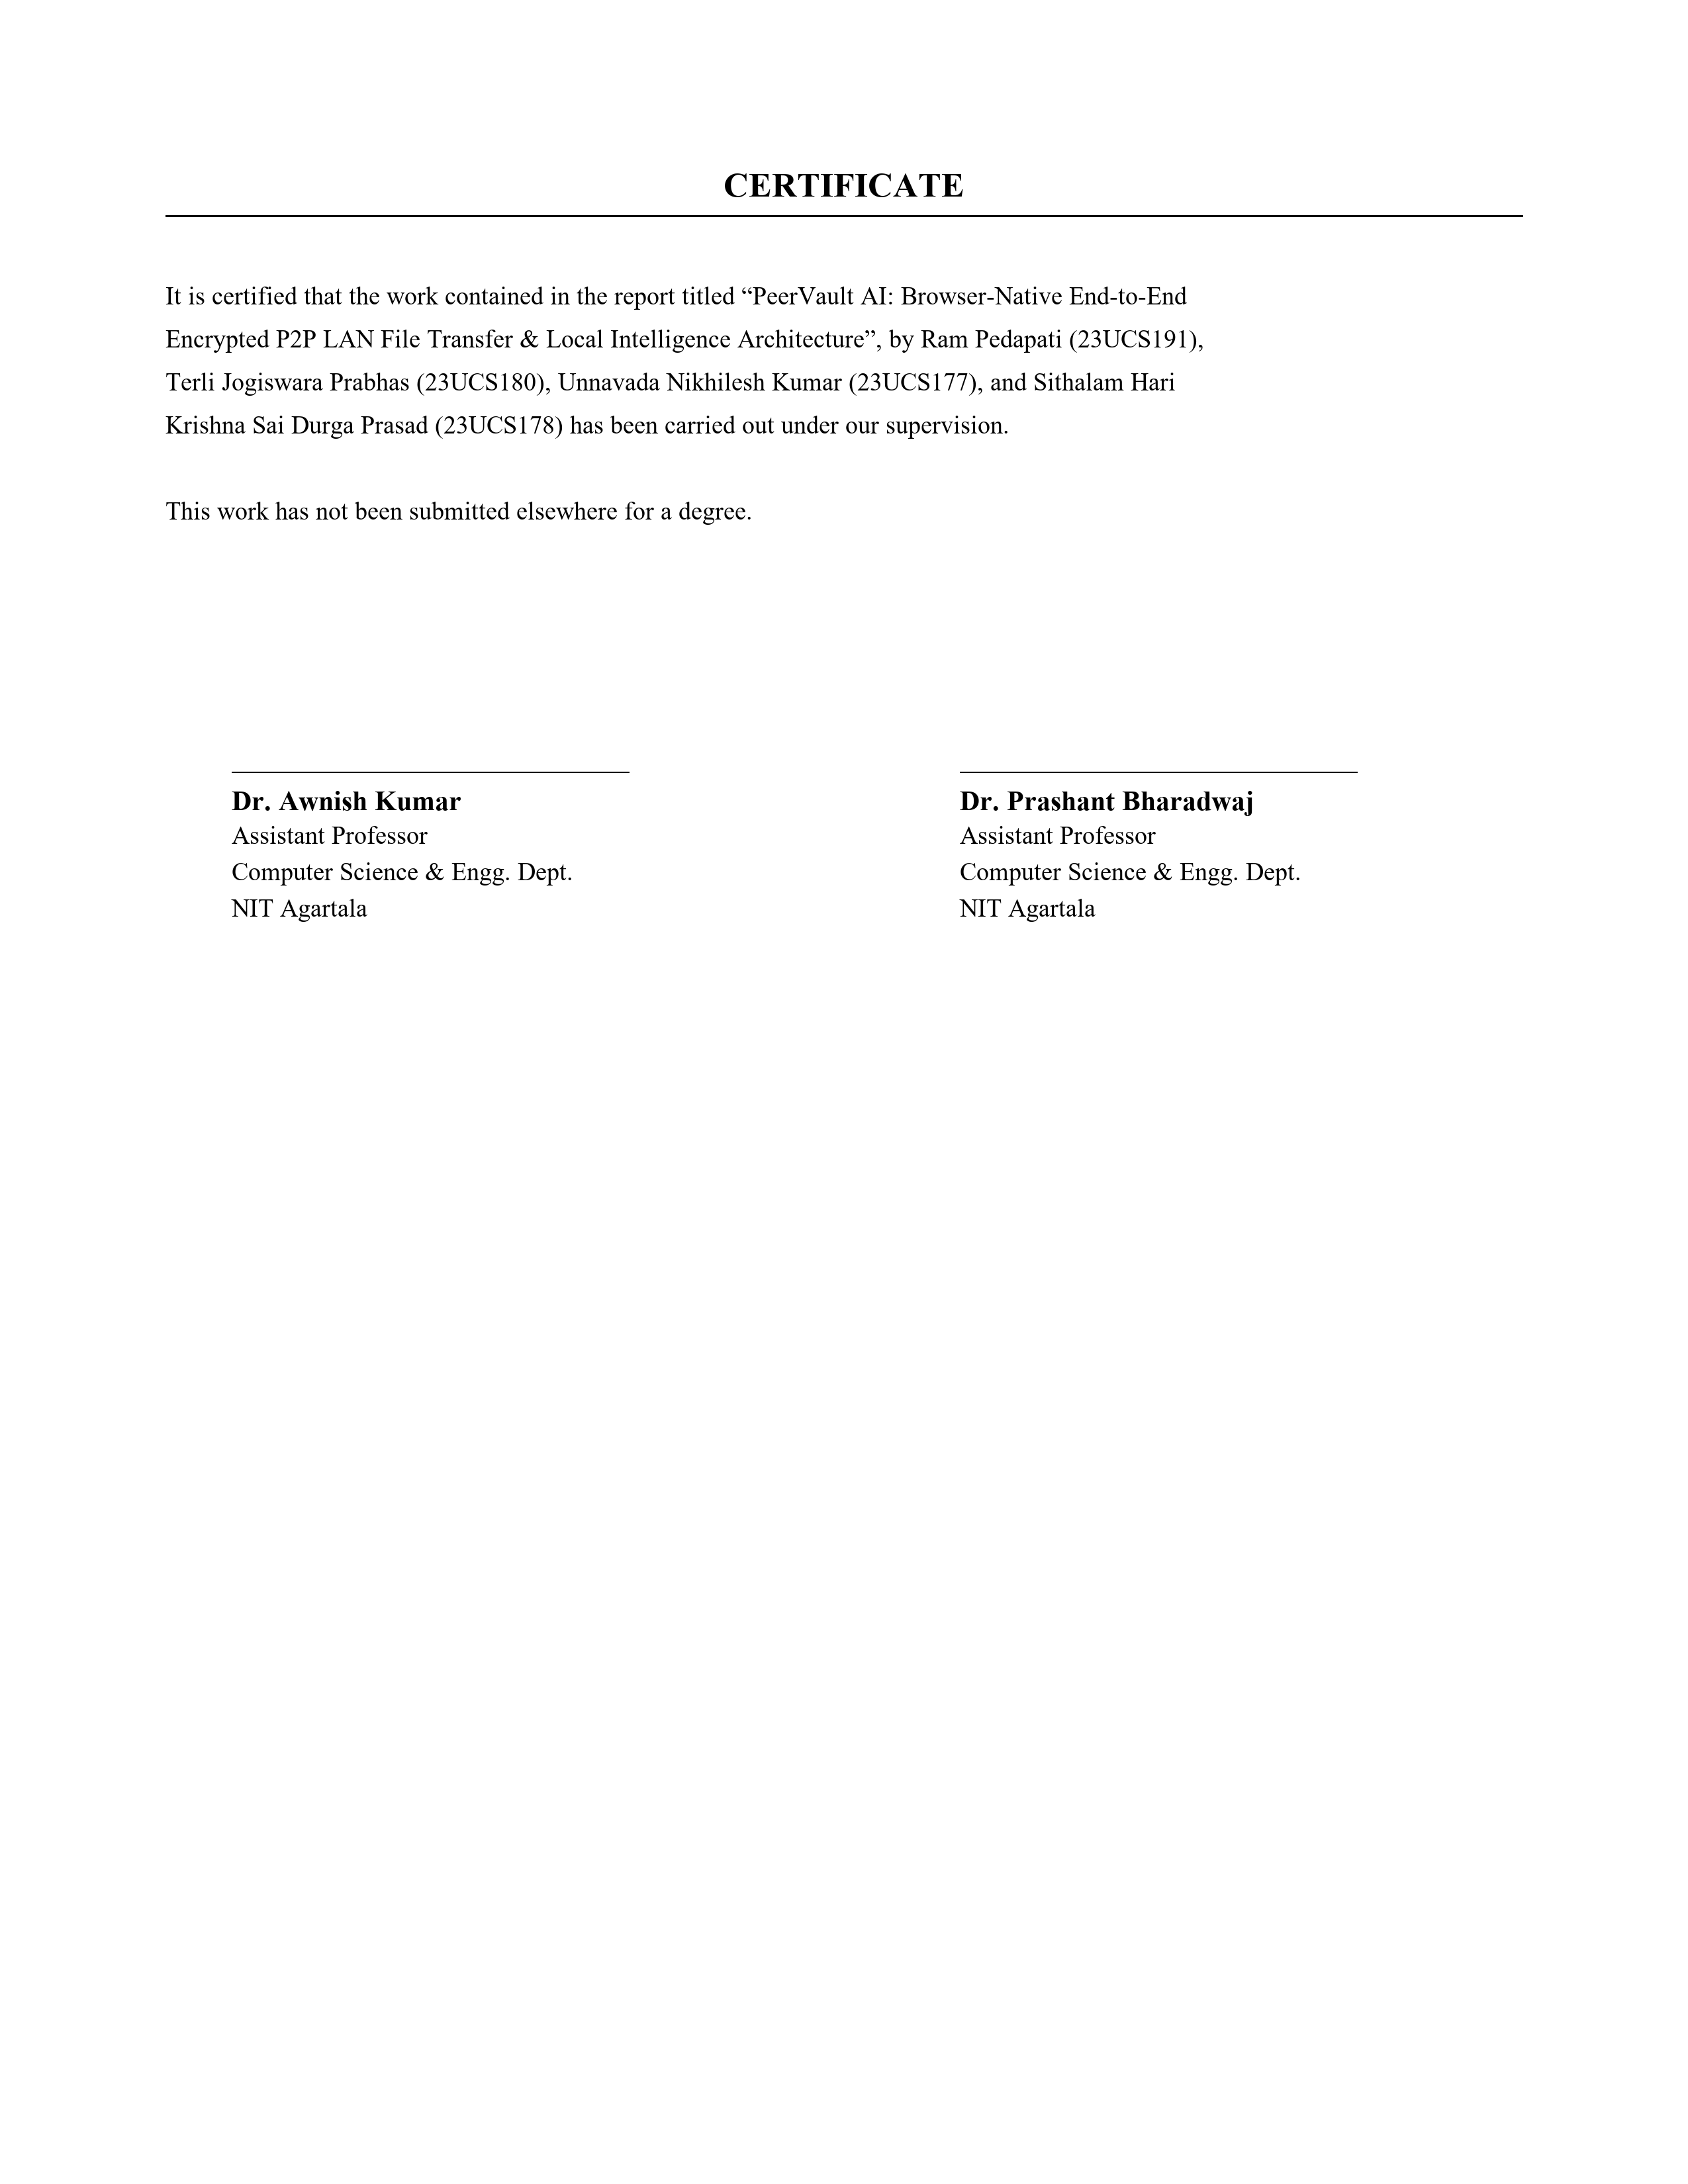 CERTIFICATE
It is certified that the work contained in the report titled “PeerVault AI: Browser-Native End-to-End
Encrypted P2P LAN File Transfer & Local Intelligence Architecture”, by Ram Pedapati (23UCS191),
Terli Jogiswara Prabhas (23UCS180), Unnavada Nikhilesh Kumar (23UCS177), and Sithalam Hari
Krishna Sai Durga Prasad (23UCS178) has been carried out under our supervision.
This work has not been submitted elsewhere for a degree.
Dr. Awnish Kumar
Assistant Professor
Computer Science & Engg. Dept.
NIT Agartala
Dr. Prashant Bharadwaj
Assistant Professor
Computer Science & Engg. Dept.
NIT Agartala